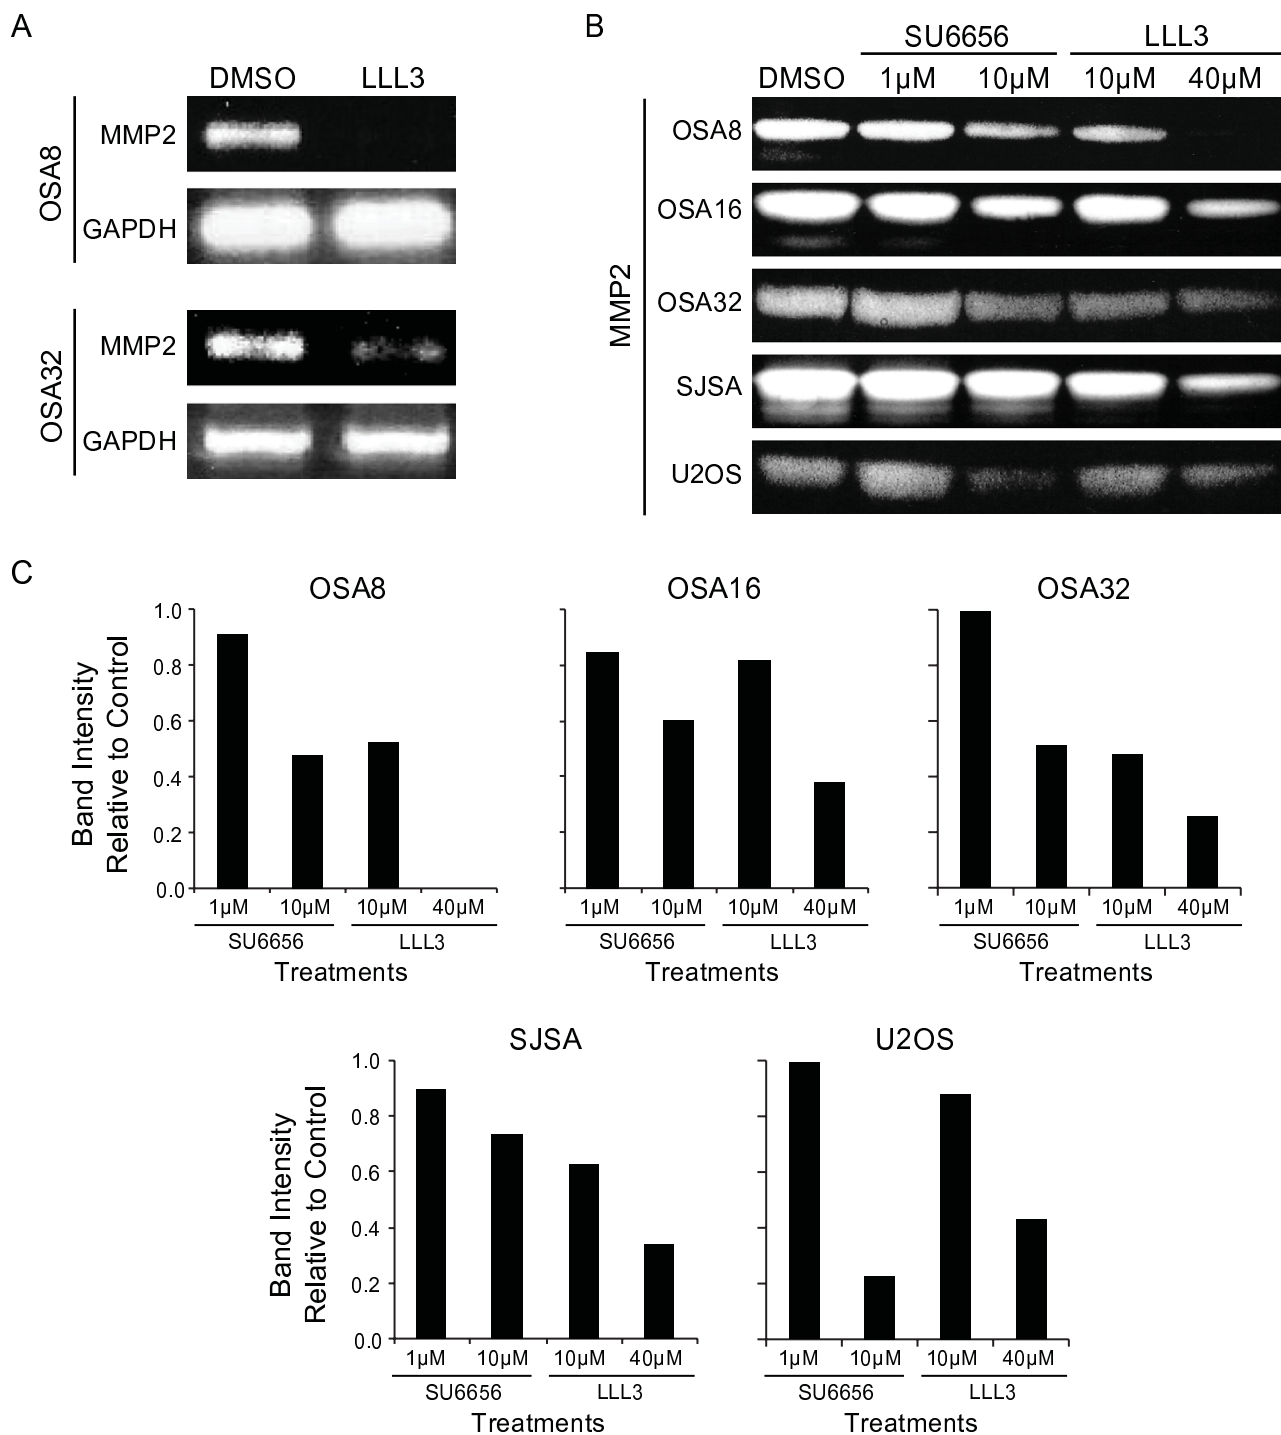 A
DMSO LLL3
OSA8
MMP2
GAPDH
OSA32
MMP2
GAPDH
B
SU6656 LLL3
DMSO 1µM 10µM 10µM 40µM
MMP2
OSA8
OSA16
OSA32
SJSA
U2OS
C
OSA8
Band Intensity
Relative to Control
1.0
0.8
0.6
0.4
0.2
0.0
1µM 10µM 10µM 40µM
SU6656 LLL3
Treatments
OSA16
1µM 10µM 10µM 40µM
SU6656 LLL3
Treatments
OSA32
1µM 10µM 10µM 40µM
SU6656 LLL3
Treatments
SJSA
Band Intensity
Relative to Control
1.0
0.8
0.6
0.4
0.2
0.0
1µM 10µM 10µM 40µM
SU6656 LLL3
Treatments
U2OS
1µM 10µM 10µM 40µM
SU6656 LLL3
Treatments